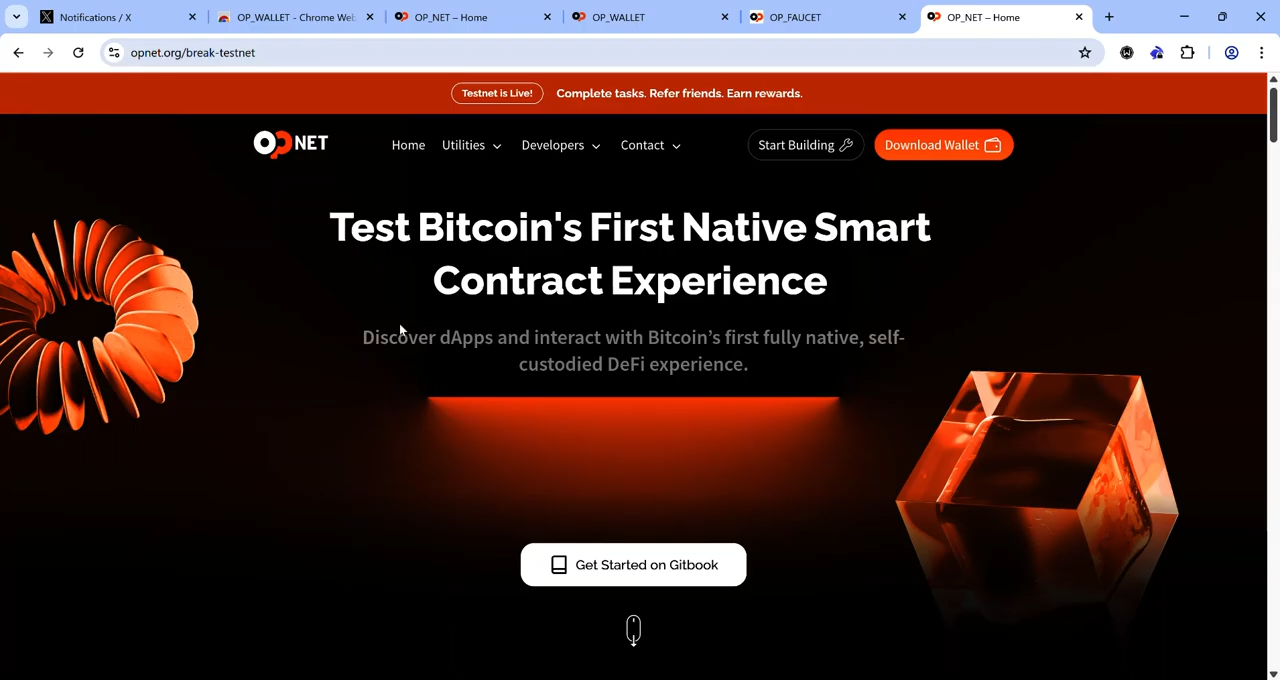 Notifications / X
OP_WALLET - Chrome Web
OP_NET – Home
OP_WALLET
OP_FAUCET
OP_NET – Home
opnet.org/break-testnet
Testnet is Live! Complete tasks. Refer friends. Earn rewards.
OP NET
Home
Utilities
Developers
Contact
Start Building
Download Wallet
Test Bitcoin's First Native Smart
Contract Experience
Discover dApps and interact with Bitcoin’s first fully native, self-
custodied DeFi experience.
Get Started on Gitbook